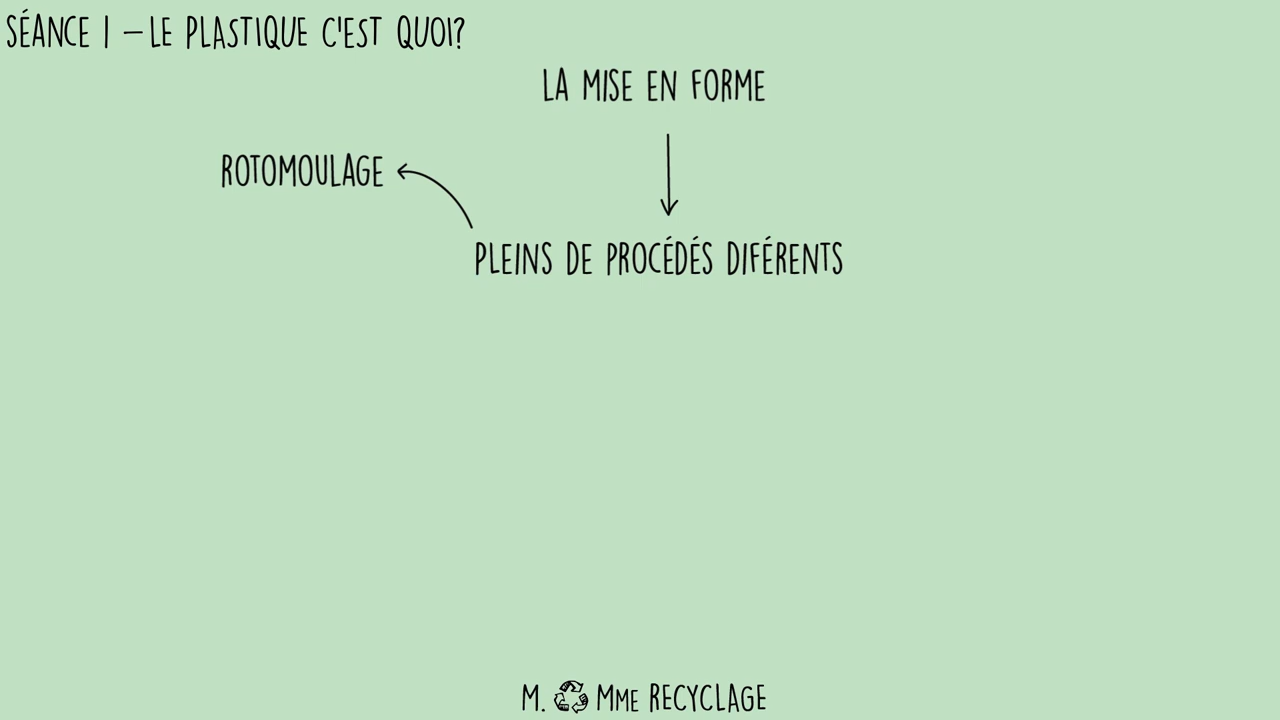 SÉANCE 1 – LE PLASTIQUE C'EST QUOI?
LA MISE EN FORME
ROTOMOULAGE
PLEINS DE PROCÉDÉS DIFÉRENTS
M. MME RECYCLAGE